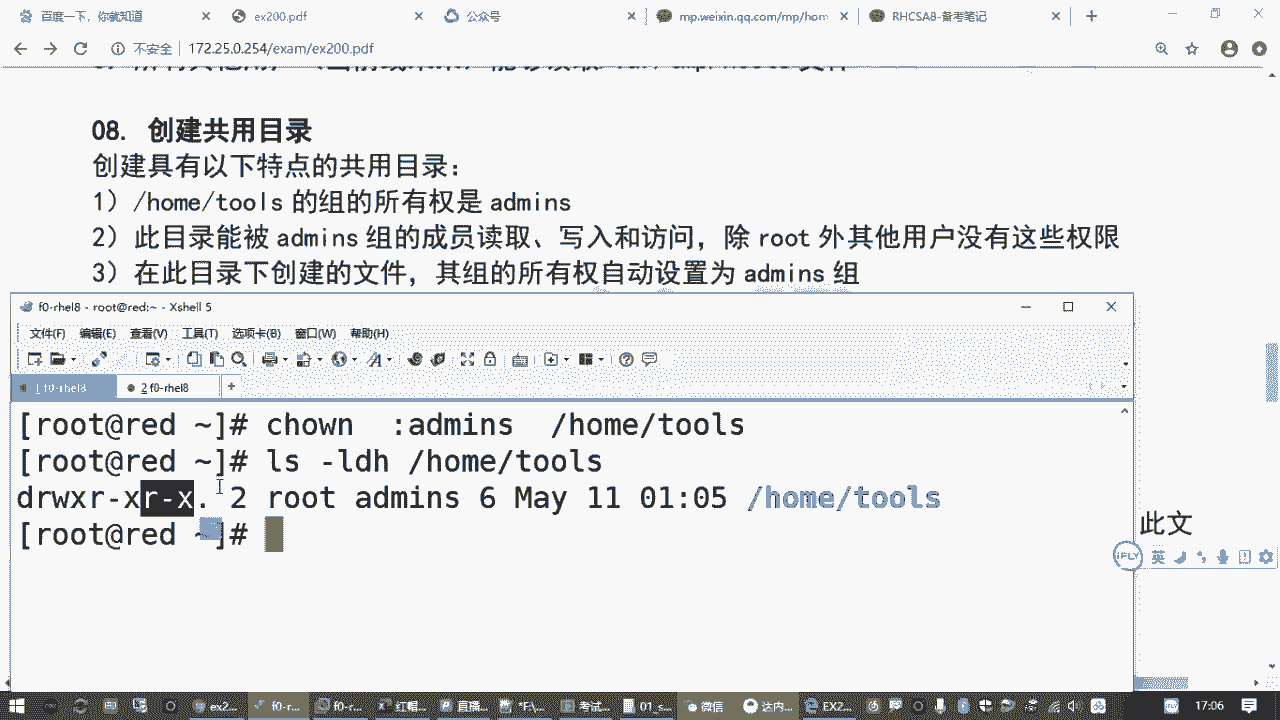 百度一下，你就知道
ex200.pdf
公众号
mp.weixin.qq.com/mp/hom
RHCSA8-备考笔记
不安全
172.25.0.254/exam/ex200.pdf
08. 创建共用目录
创建具有以下特点的共用目录：
1）/home/tools 的组的所有权是 admins
2）此目录能被 admins 组的成员读取、写入和访问，除 root 外其他用户没有这些权限
3）在此目录下创建的文件，其组的所有权自动设置为 admins 组
f0-rhel8 - root@red:~ - Xshell 5
文件(F) 编辑(E) 查看(V) 工具(T) 选项卡(B) 窗口(W) 帮助(H)
1 f0-rhel8
2 f0-rhel8
[root@red ~]# chown  :admins  /home/tools
[root@red ~]# ls -ldh /home/tools
drwxr-xr-x. 2 root admins 6 May 11 01:05 /home/tools
[root@red ~]#
此文
iFLY 英
ex2...
f0-r...
f0-r...
红帽...
直播
*F:\...
考试...
01_s...
微信
达内...
EX2...
17:06